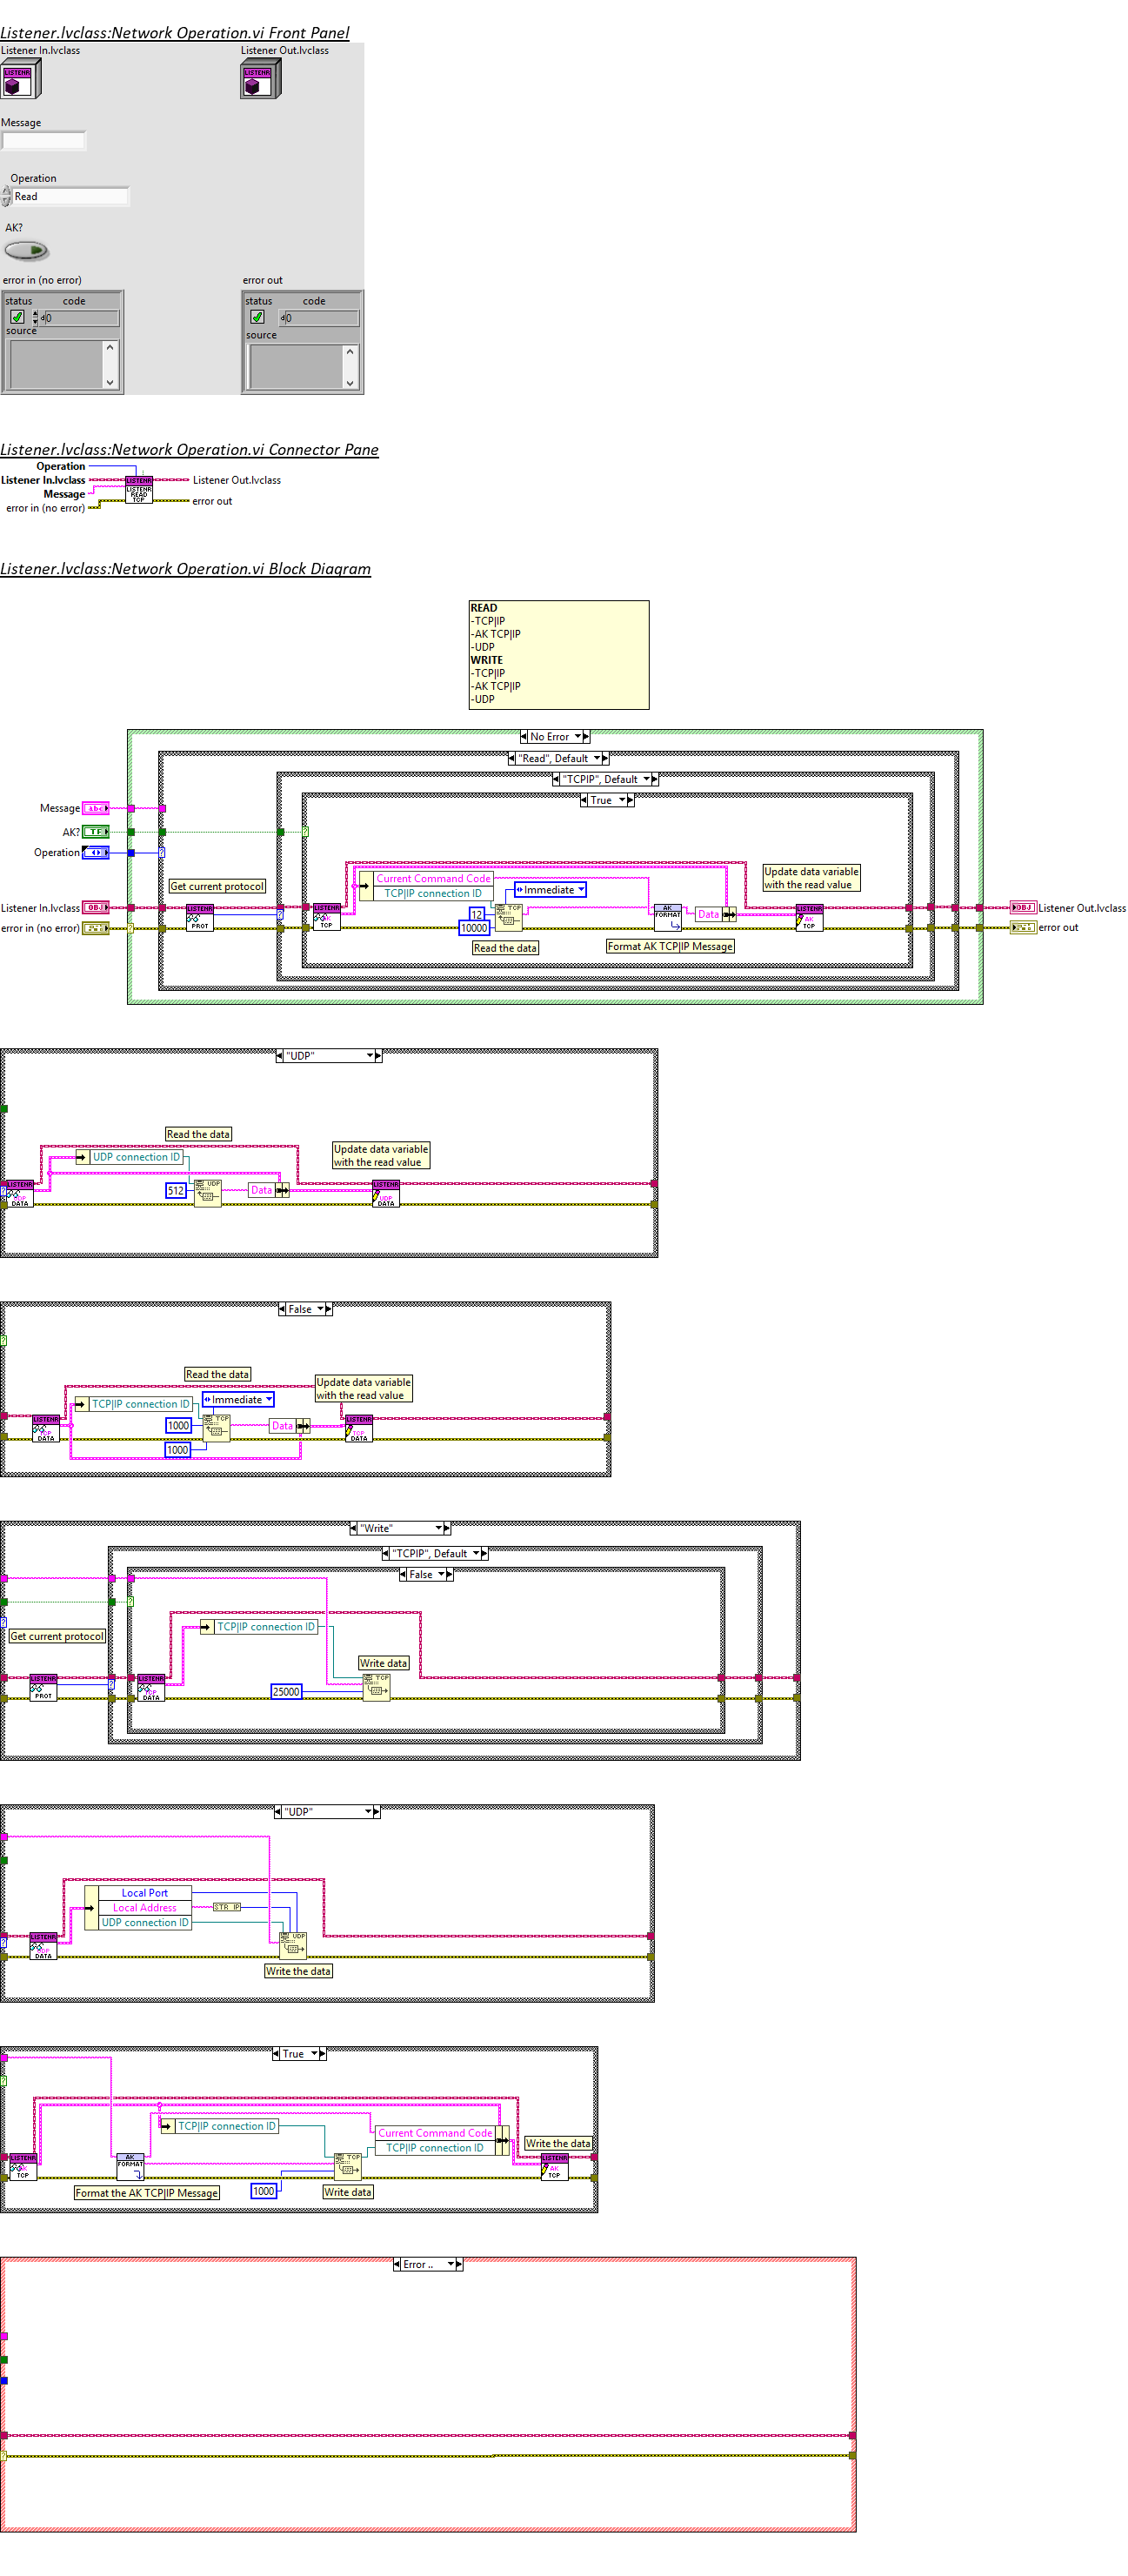 Listener.lvclass:Network Operation.vi Front Panel
Listener In.lvclass
Listener Out.lvclass
LISTENR
LISTENR
Message
Operation
Read
AK?
error in (no error)
error out
status code
0
source
status code
0
source
Listener.lvclass:Network Operation.vi Connector Pane
Operation
Listener In.lvclass
Message
error in (no error)
LISTENR
LISTENR
READ
TCP
Listener Out.lvclass
error out
Listener.lvclass:Network Operation.vi Block Diagram
READ
-TCP|IP
-AK TCP|IP
-UDP
WRITE
-TCP|IP
-AK TCP|IP
-UDP
No Error
"Read", Default
"TCPIP", Default
True
Message
abc
AK?
TF
Operation
Get current protocol
Current Command Code
TCP|IP connection ID
Immediate
Update data variable
with the read value
Listener In.lvclass
OBJ
error in (no error)
LISTENR
PROT
LISTENR
AK
TCP
12
10000
TCP
Read the data
AK
FORMAT
Data
Format AK TCP|IP Message
LISTENR
AK
TCP
OBJ
Listener Out.lvclass
error out
"UDP"
Read the data
UDP connection ID
Update data variable
with the read value
LISTENR
UDP
DATA
512
UDP
Data
LISTENR
UDP
DATA
False
Read the data
TCP|IP connection ID
Immediate
Update data variable
with the read value
LISTENR
TCP
DATA
1000
1000
TCP
Data
LISTENR
TCP
DATA
"Write"
"TCPIP", Default
False
Get current protocol
TCP|IP connection ID
Write data
LISTENR
PROT
LISTENR
TCP
DATA
25000
TCP
"UDP"
Local Port
Local Address
UDP connection ID
STR IP
LISTENR
UDP
DATA
UDP
Write the data
True
TCP|IP connection ID
Current Command Code
TCP|IP connection ID
Write the data
LISTENR
AK
TCP
AK
FORMAT
TCP
LISTENR
AK
TCP
Format the AK TCP|IP Message
1000
Write data
Error ..